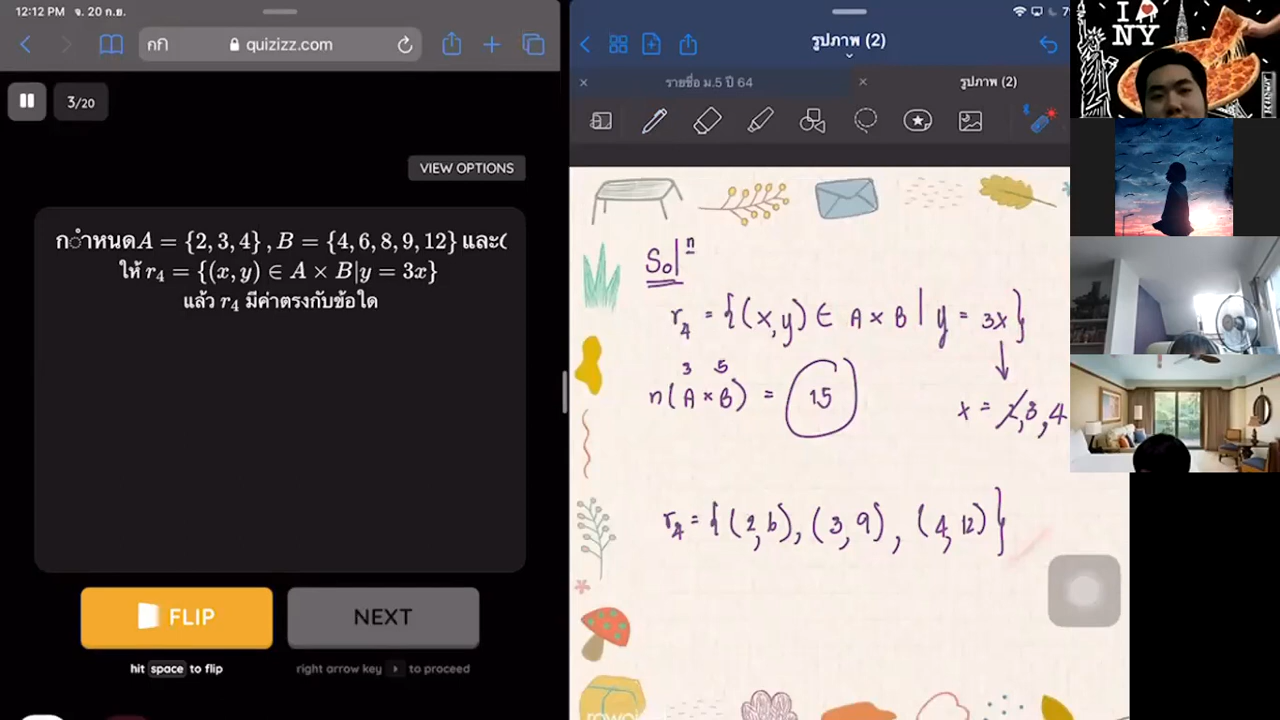 12:12 PM จ. 20 ก.ย.
กกิ quizizz.com
3/20
VIEW OPTIONS
กำหนดA = {2, 3, 4} , B = {4, 6, 8, 9, 12} และ(
ให้ r₄ = {(x, y) ∈ A × B|y = 3x}
แล้ว r₄ มีค่าตรงกับข้อใด
FLIP
NEXT
hit space to flip
right arrow key to proceed
รูปภาพ (2)
รายชื่อ ม.5 ปี 64
รูปภาพ (2)
Solⁿ
r₄ = {(x,y) ∈ A × B | y = 3x}
3 5
n(A × B) = 15
x = 2,3,4
r₄ = {(2,6), (3,9), (4,12)}
I NY